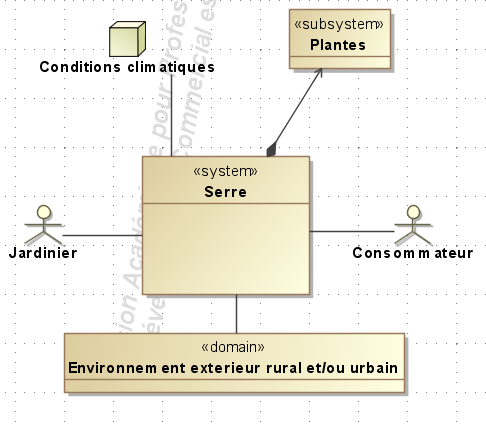 «subsystem»
Plantes
Conditions climatiques
«system»
Serre
Jardinier
Consommateur
«domain»
Environnement exterieur rural et/ou urbain